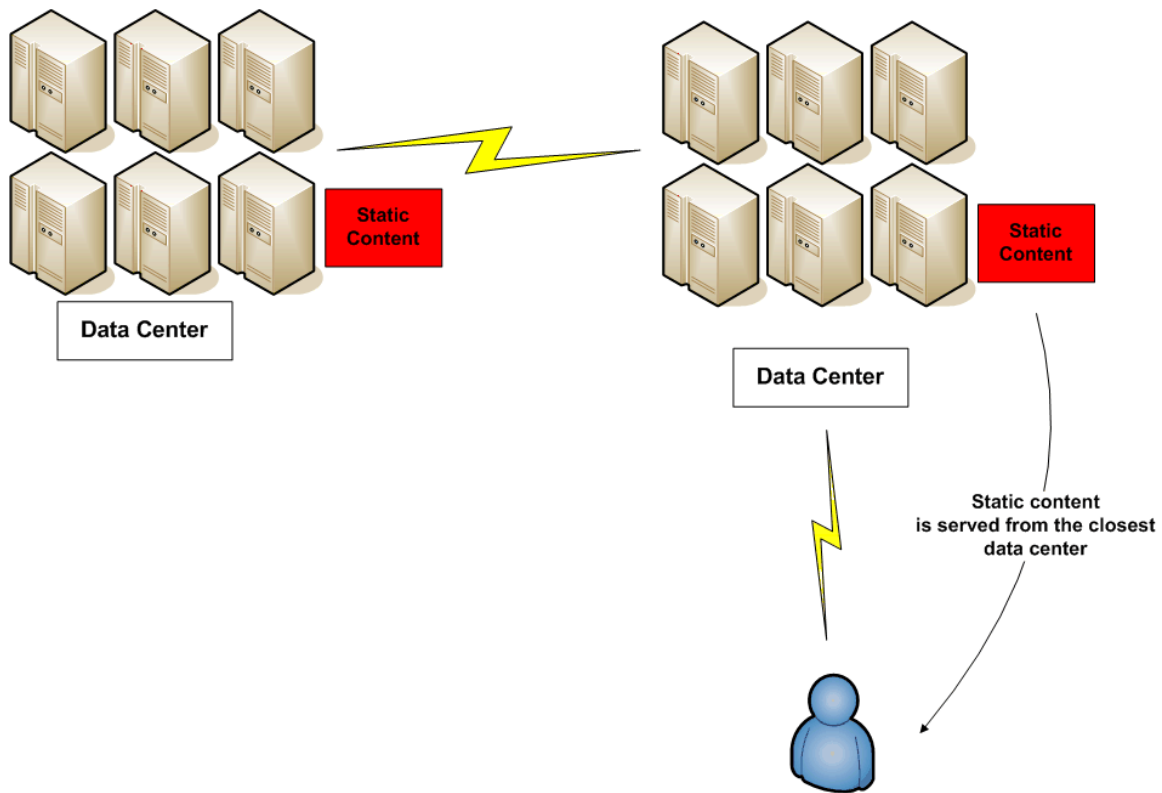 Static
Content
Data Center
Static
Content
Data Center
Static content
is served from the closest
data center